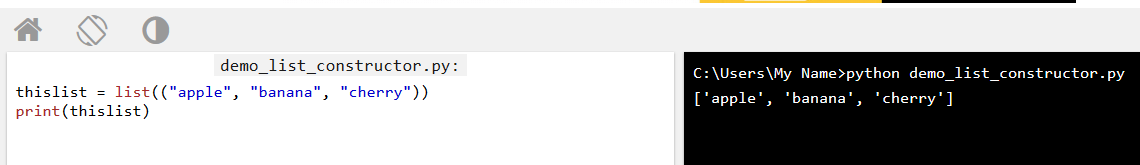 demo_list_constructor.py:
thislist = list(("apple", "banana", "cherry"))
print(thislist)
C:\Users\My Name>python demo_list_constructor.py
['apple', 'banana', 'cherry']